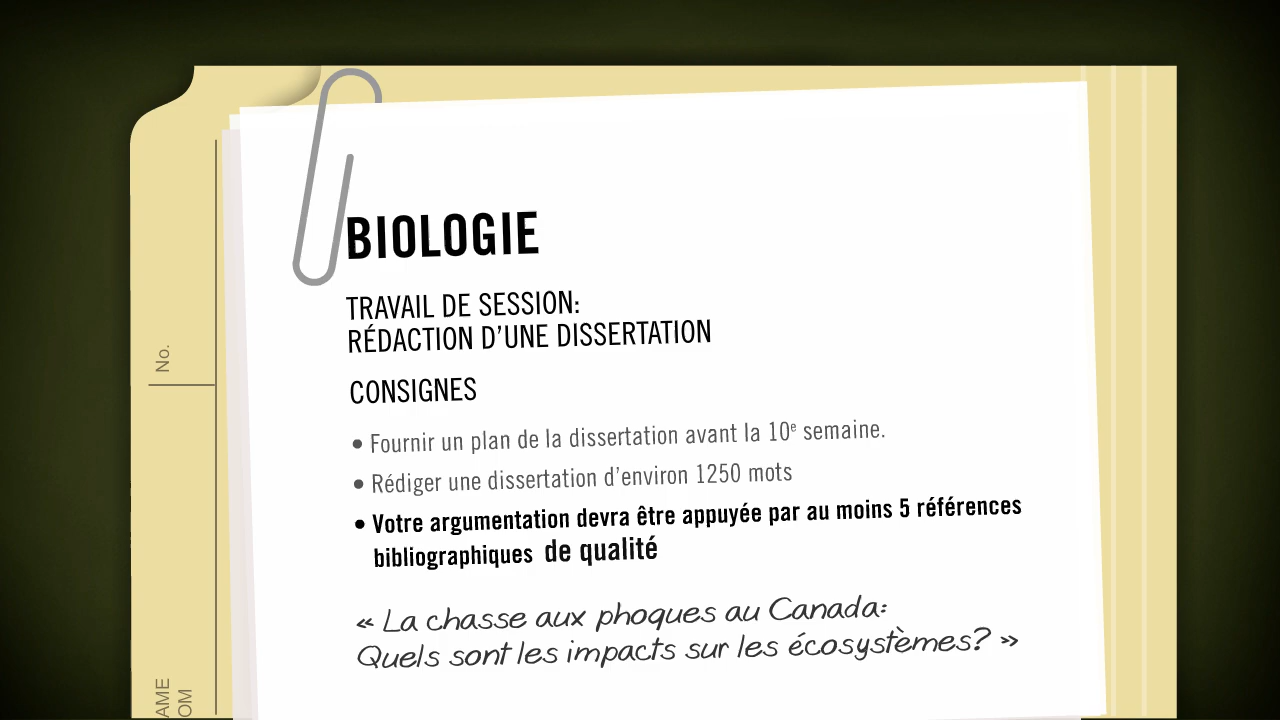 BIOLOGIE
TRAVAIL DE SESSION:
RÉDACTION D’UNE DISSERTATION
CONSIGNES
• Fournir un plan de la dissertation avant la 10e semaine.
• Rédiger une dissertation d’environ 1250 mots
• Votre argumentation devra être appuyée par au moins 5 références
bibliographiques de qualité
« La chasse aux phoques au Canada:
Quels sont les impacts sur les écosystèmes? »
No.
AME
OM